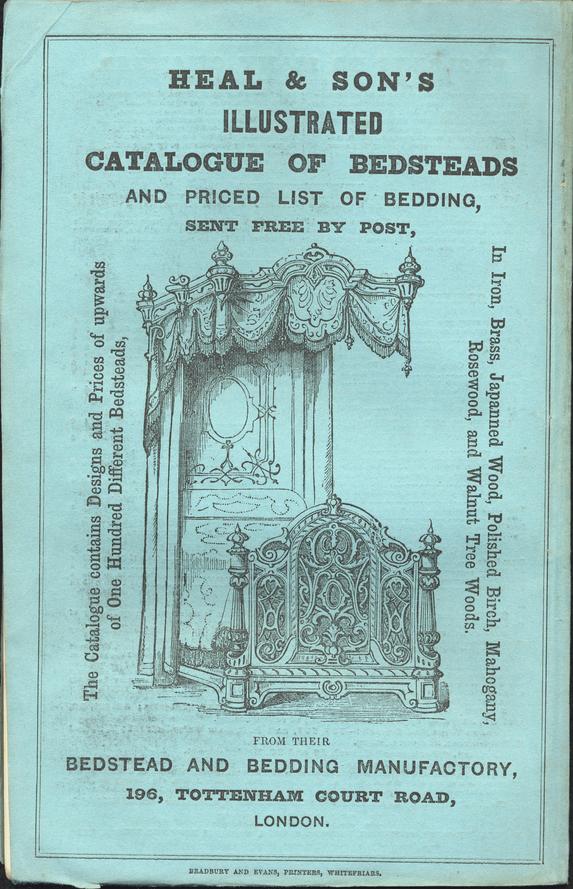 HEAL & SON'S
ILLUSTRATED
CATALOGUE OF BEDSTEADS
AND PRICED LIST OF BEDDING,
SENT FREE BY POST,
The Catalogue contains Designs and Prices of upwards
of One Hundred Different Bedsteads,
In Iron, Brass, Japanned Wood, Polished Birch, Mahogany,
Rosewood, and Walnut Tree Woods.
FROM THEIR
BEDSTEAD AND BEDDING MANUFACTORY,
196, TOTTENHAM COURT ROAD,
LONDON.
BRADBURY AND EVANS, PRINTERS, WHITEFRIARS.